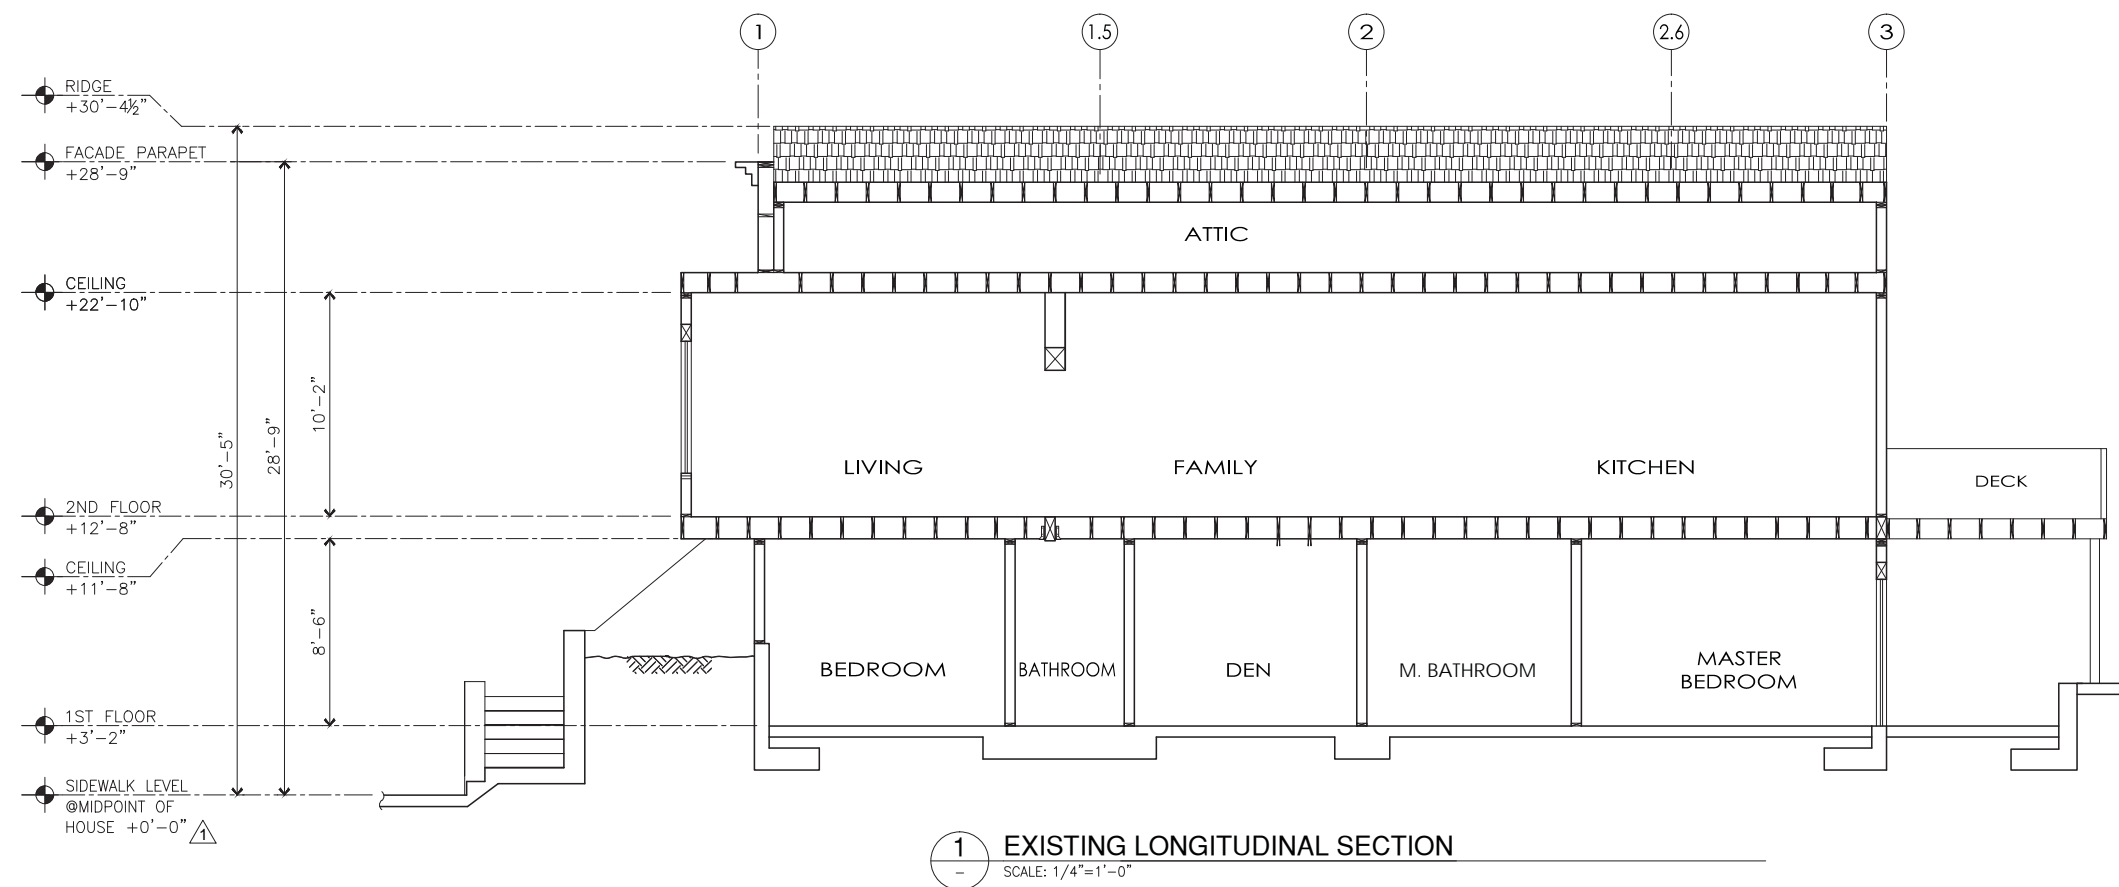 1
1.5
2
2.6
3
RIDGE
+30'-4½"
FACADE PARAPET
+28'-9"
ATTIC
CEILING
+22'-10"
30'-5"
28'-9"
10'-2"
LIVING
FAMILY
KITCHEN
DECK
2ND FLOOR
+12'-8"
CEILING
+11'-8"
8'-6"
BEDROOM
BATHROOM
DEN
M. BATHROOM
MASTER
BEDROOM
1ST FLOOR
+3'-2"
SIDEWALK LEVEL
@MIDPOINT OF
HOUSE +0'-0" 1
1
-
EXISTING LONGITUDINAL SECTION
SCALE: 1/4"=1'-0"